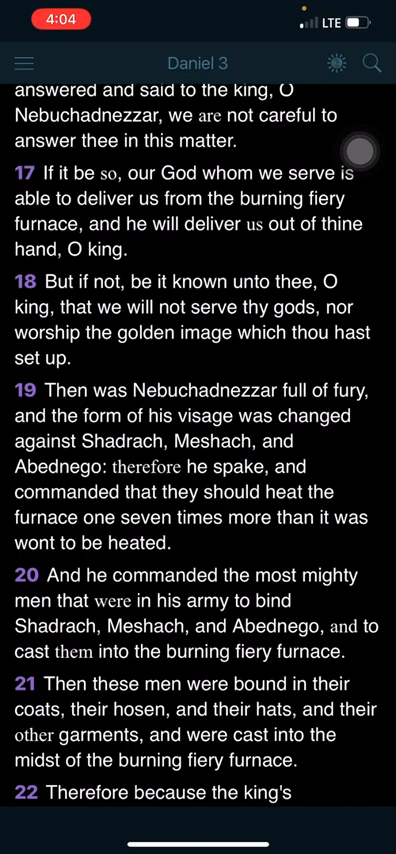 4:04
LTE
Daniel 3
answered and said to the king, O
Nebuchadnezzar, we are not careful to
answer thee in this matter.
17 If it be so, our God whom we serve is
able to deliver us from the burning fiery
furnace, and he will deliver us out of thine
hand, O king.
18 But if not, be it known unto thee, O
king, that we will not serve thy gods, nor
worship the golden image which thou hast
set up.
19 Then was Nebuchadnezzar full of fury,
and the form of his visage was changed
against Shadrach, Meshach, and
Abednego: therefore he spake, and
commanded that they should heat the
furnace one seven times more than it was
wont to be heated.
20 And he commanded the most mighty
men that were in his army to bind
Shadrach, Meshach, and Abednego, and to
cast them into the burning fiery furnace.
21 Then these men were bound in their
coats, their hosen, and their hats, and their
other garments, and were cast into the
midst of the burning fiery furnace.
22 Therefore because the king's